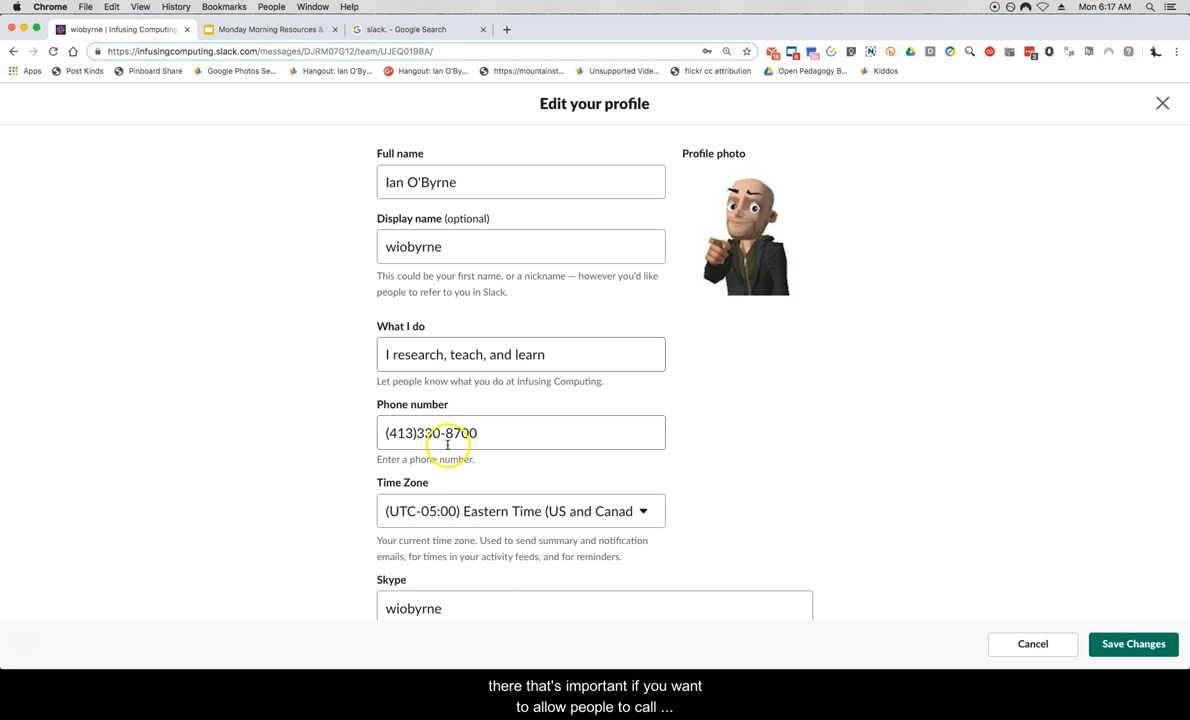 Chrome File Edit View History Bookmarks People Window Help Mon 6:17 AM
wiobyrne | Infusing Computing Monday Morning Resources & slack. - Google Search
https://infusingcomputing.slack.com/messages/DJRM07G12/team/UJEQ0198A/
Apps Post Kinds Pinboard Share Google Photos Se... Hangout: Ian O'By... Hangout: Ian O'By... https://mountainst... Unsupported Vide... flickr cc attribution Open Pedagogy B... Kiddos
Edit your profile
Full name
Profile photo
Ian O'Byrne
Display name (optional)
wiobyrne
This could be your first name, or a nickname — however you'd like
people to refer to you in Slack.
What I do
I research, teach, and learn
Let people know what you do at Infusing Computing.
Phone number
(413)330-8700
Enter a phone number.
Time Zone
(UTC-05:00) Eastern Time (US and Canad
Your current time zone. Used to send summary and notification
emails, for times in your activity feeds, and for reminders.
Skype
wiobyrne
Cancel Save Changes
there that's important if you want
to allow people to call ...